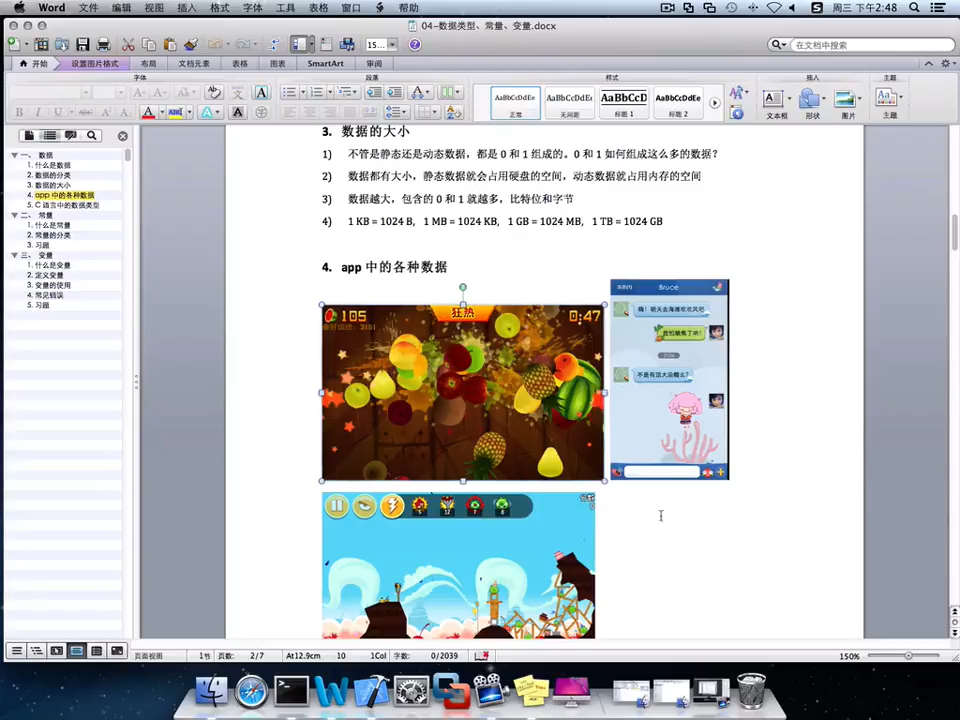 Word 文件 编辑 视图 插入 格式 字体 工具 表格 窗口 帮助 周三 下午2:48
04-数据类型、常量、变量.docx
15... 在文档中搜索
开始 设置图片格式 布局 文档元素 表格 图表 SmartArt 审阅
字体 段落 样式 插入 主题
AaBbCcDdEe AaBbCcDdEe AaBbCcD AaBbCcDdEe
正常 无间距 标题 1 标题 2 文本框 形状 图片 主题
一、 数据
1. 什么是数据
2. 数据的分类
3. 数据的大小
4. app 中的各种数据
5. C 语言中的数据类型
二、 常量
1. 什么是常量
2. 常量的分类
3. 习题
三、 变量
1. 什么是变量
2. 定义变量
3. 变量的使用
4. 常见错误
5. 习题
3. 数据的大小
1) 不管是静态还是动态数据，都是 0 和 1 组成的。0 和 1 如何组成这么多的数据？
2) 数据都有大小，静态数据就会占用硬盘的空间，动态数据就占用内存的空间
3) 数据越大，包含的 0 和 1 就越多，比特位和字节
4) 1 KB = 1024 B， 1 MB = 1024 KB， 1 GB = 1024 MB， 1 TB = 1024 GB
4. app 中的各种数据
105 狂热 0:47
Bruce
不是有顶大凉帽么？
页面视图 1节 页数: 2/7 At12.9cm 10 1Col 字数: 0/2039 150%